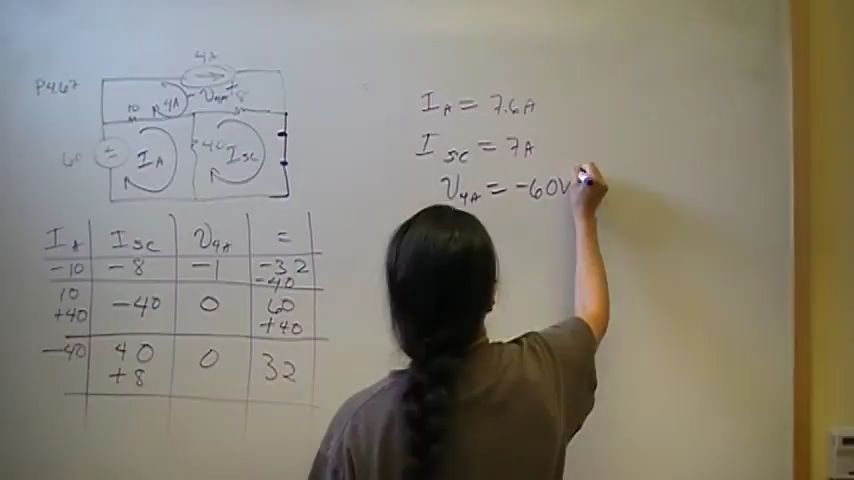 4A
P4.67
4A
- V4A +
8
10
40
60
±
IA
ISC
IA = 7.6A
ISC = 7A
V4A = -60V
IA ISC V4A =
-10 -8 -1 -32
-40
10 -40 0 60
+40 +40
-40 40 0 32
+8